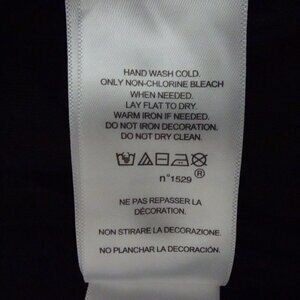 HAND WASH COLD.
ONLY NON-CHLORINE BLEACH
WHEN NEEDED.
LAY FLAT TO DRY.
WARM IRON IF NEEDED.
DO NOT IRON DECORATION.
DO NOT DRY CLEAN.
n°1529 ®
NE PAS REPASSER LA
DÉCORATION.
NON STIRARE LA DECORAZIONE.
NO PLANCHAR LA DECORACIÓN.